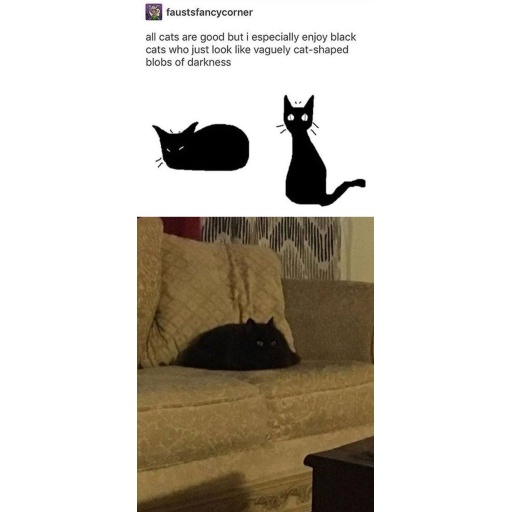 faustsfancycorner
all cats are good but i especially enjoy black
cats who just look like vaguely cat-shaped
blobs of darkness